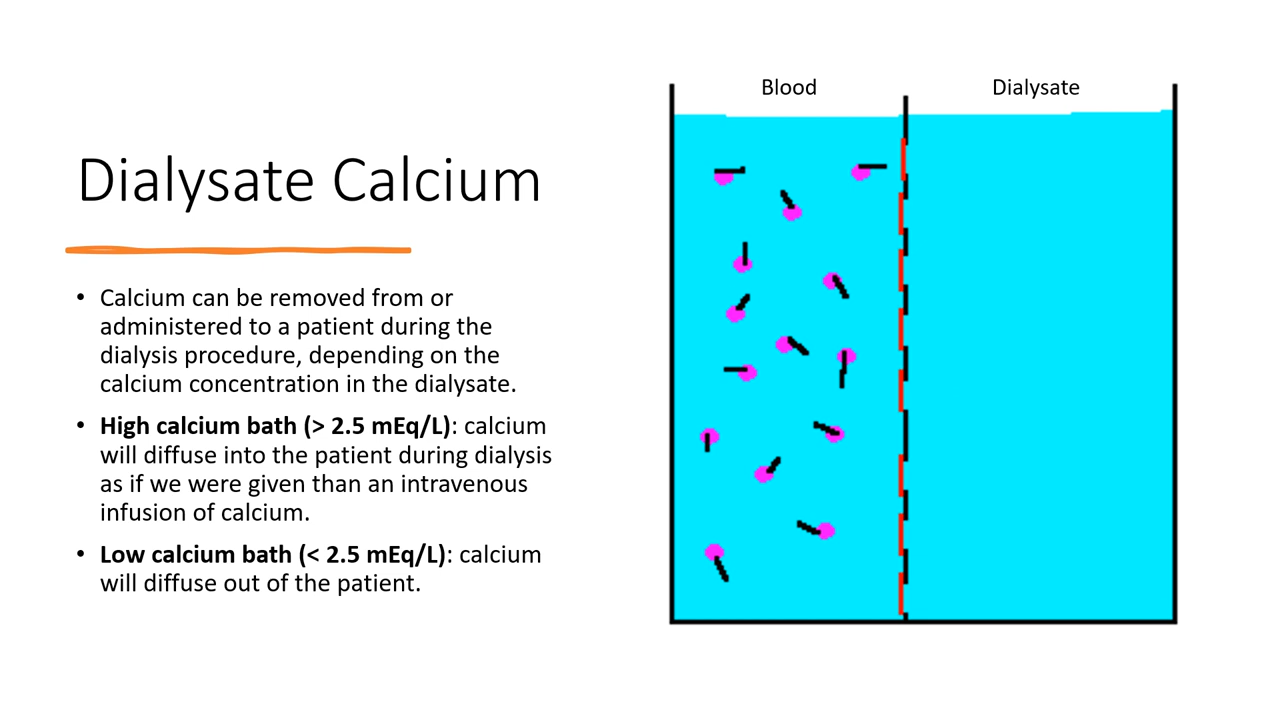 Dialysate Calcium
• Calcium can be removed from or
administered to a patient during the
dialysis procedure, depending on the
calcium concentration in the dialysate.
• High calcium bath (> 2.5 mEq/L): calcium
will diffuse into the patient during dialysis
as if we were given than an intravenous
infusion of calcium.
• Low calcium bath (< 2.5 mEq/L): calcium
will diffuse out of the patient.
Blood
Dialysate